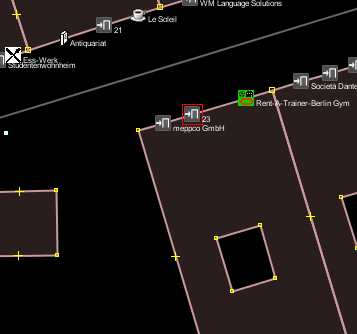 WM Language Solutions
Le Soleil
21
Antiquariat
Ess-Werk
Studentenwohnheim
Società Dante
Rent-A-Trainer-Berlin Gym
23
meppco GmbH